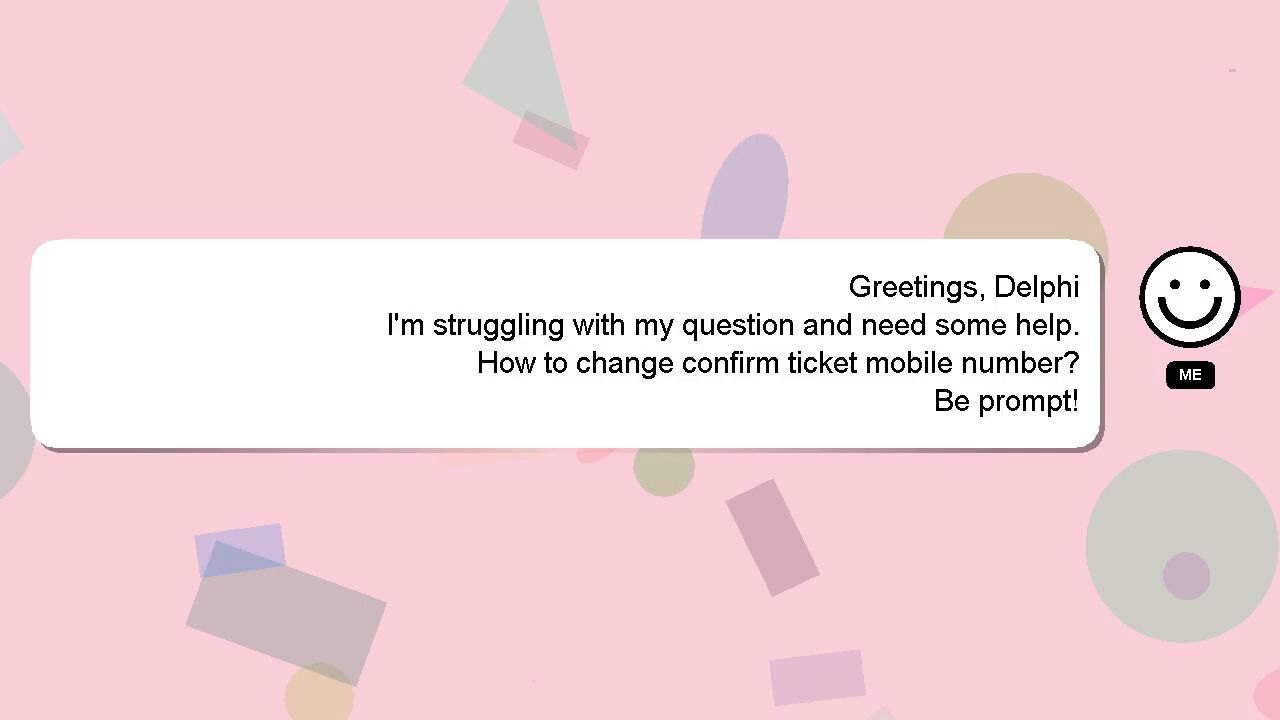 Greetings, Delphi
I'm struggling with my question and need some help.
How to change confirm ticket mobile number?
Be prompt!
ME